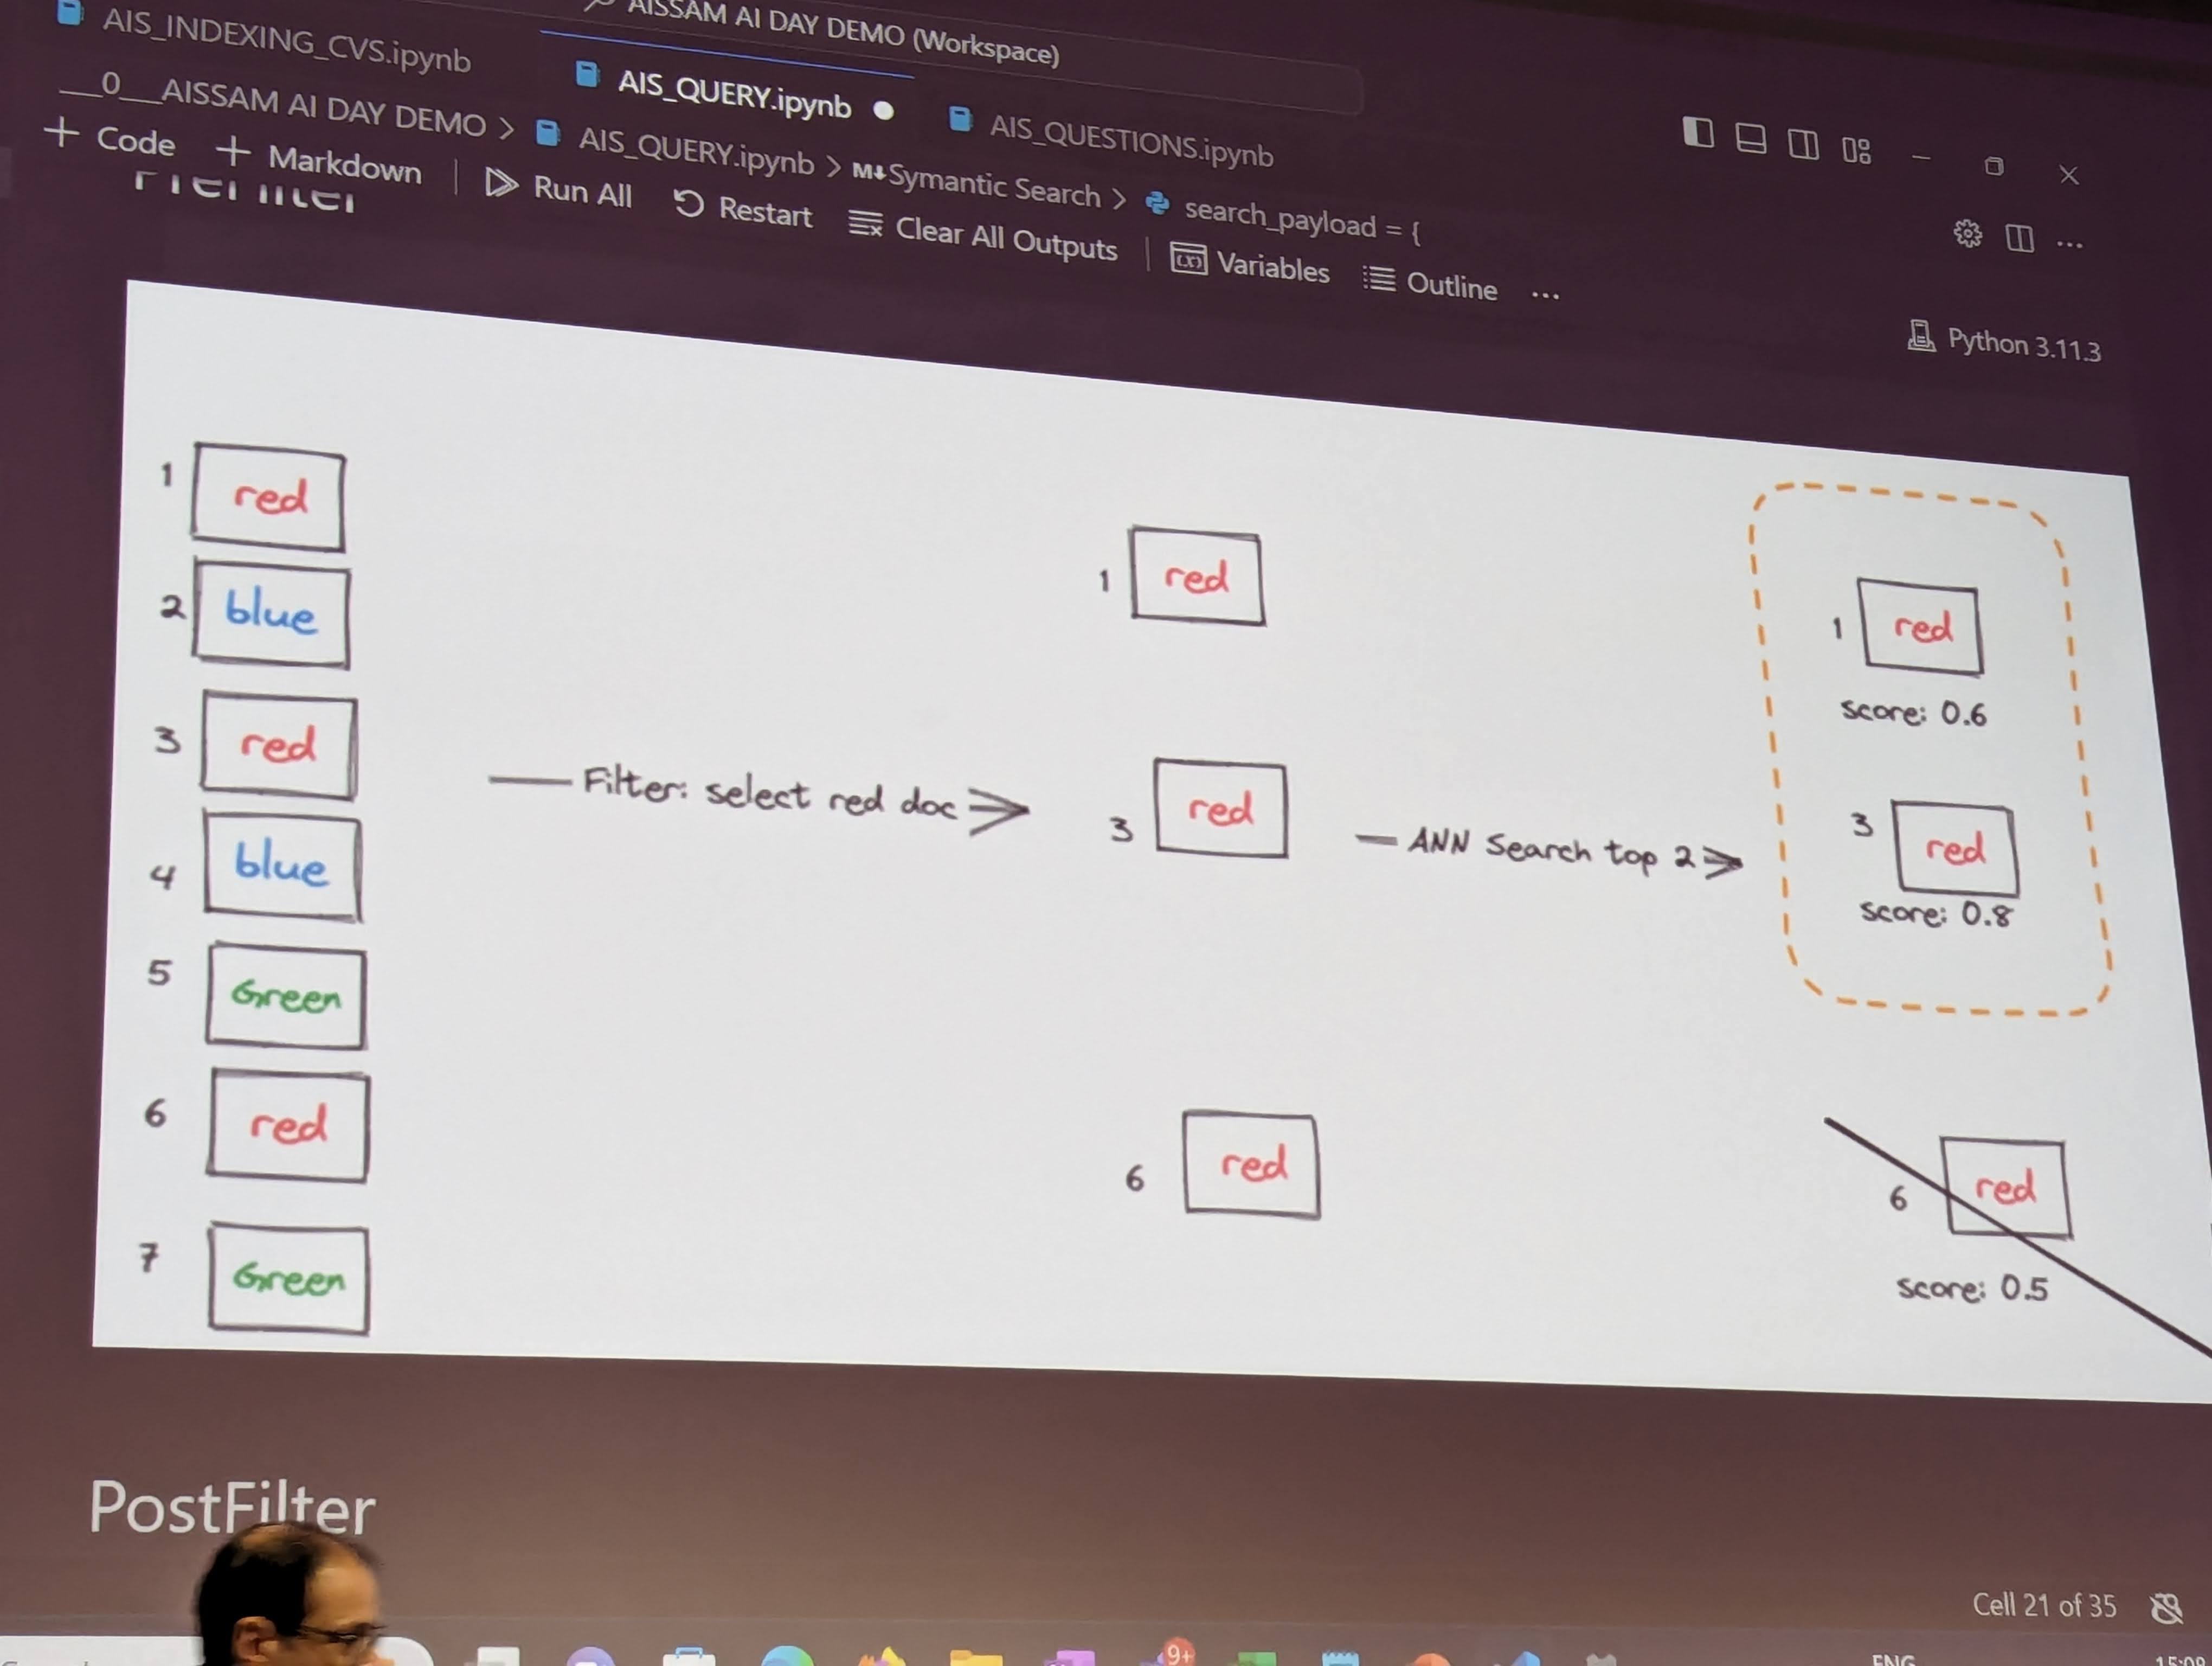 AISSAM AI DAY DEMO (Workspace)
AIS_INDEXING_CVS.ipynb
AIS_QUERY.ipynb
AIS_QUESTIONS.ipynb
__0__AISSAM AI DAY DEMO > AIS_QUERY.ipynb > M↓Symantic Search > search_payload = {
+ Code + Markdown | Run All Restart Clear All Outputs | Variables Outline ...
Python 3.11.3
PreFilter
1 red
2 blue
3 red
4 blue
5 Green
6 red
7 Green
Filter: select red doc
1 red
3 red
6 red
ANN Search top 2
1 red
score: 0.6
3 red
score: 0.8
6 red
score: 0.5
PostFilter
Cell 21 of 35
9+
ENG